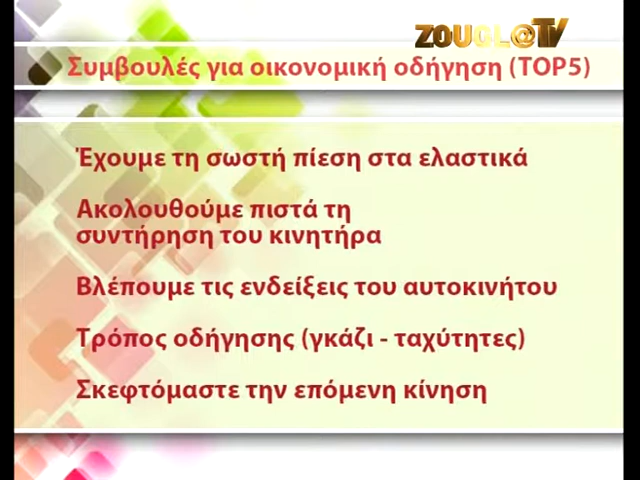 ZOUGL@TV
Συμβουλές για οικονομική οδήγηση (TOP5)
Έχουμε τη σωστή πίεση στα ελαστικά
Ακολουθούμε πιστά τη
συντήρηση του κινητήρα
Βλέπουμε τις ενδείξεις του αυτοκινήτου
Τρόπος οδήγησης (γκάζι - ταχύτητες)
Σκεφτόμαστε την επόμενη κίνηση